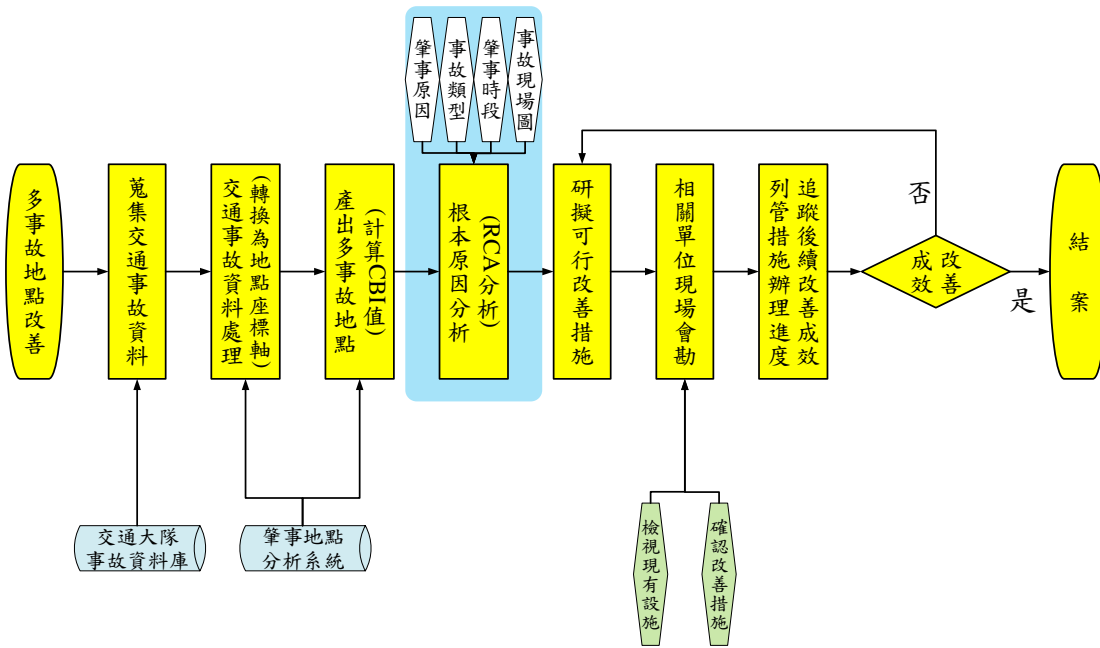 肇事原因
事故類型
肇事時段
事故現場圖
多事故地點改善
蒐集交通事故資料
交通事故資料處理
(轉換為地點座標軸)
產出多事故地點
(計算CBI值)
根本原因分析
(RCA分析)
研擬可行改善措施
相關單位現場會勘
追蹤後續改善成效
列管措施辦理進度
改善
成效
否
是
結案
交通大隊
事故資料庫
肇事地點
分析系統
檢視現有設施
確認改善措施